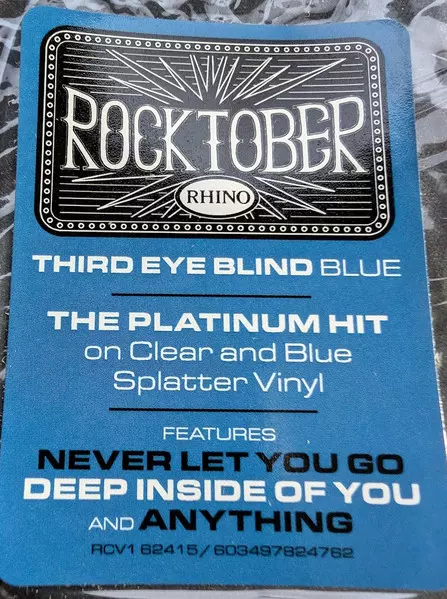 ROCKTOBER
RHINO
THIRD EYE BLIND BLUE
THE PLATINUM HIT
on Clear and Blue
Splatter Vinyl
FEATURES
NEVER LET YOU GO
DEEP INSIDE OF YOU
AND ANYTHING
RCV1 62415/603497824762